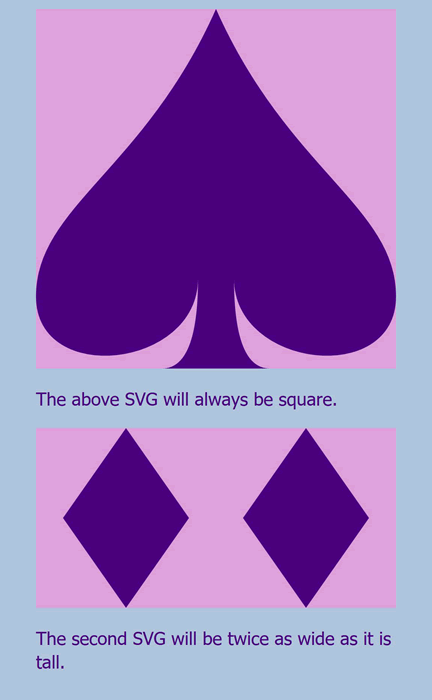 The above SVG will always be square.
The second SVG will be twice as wide as it is
tall.